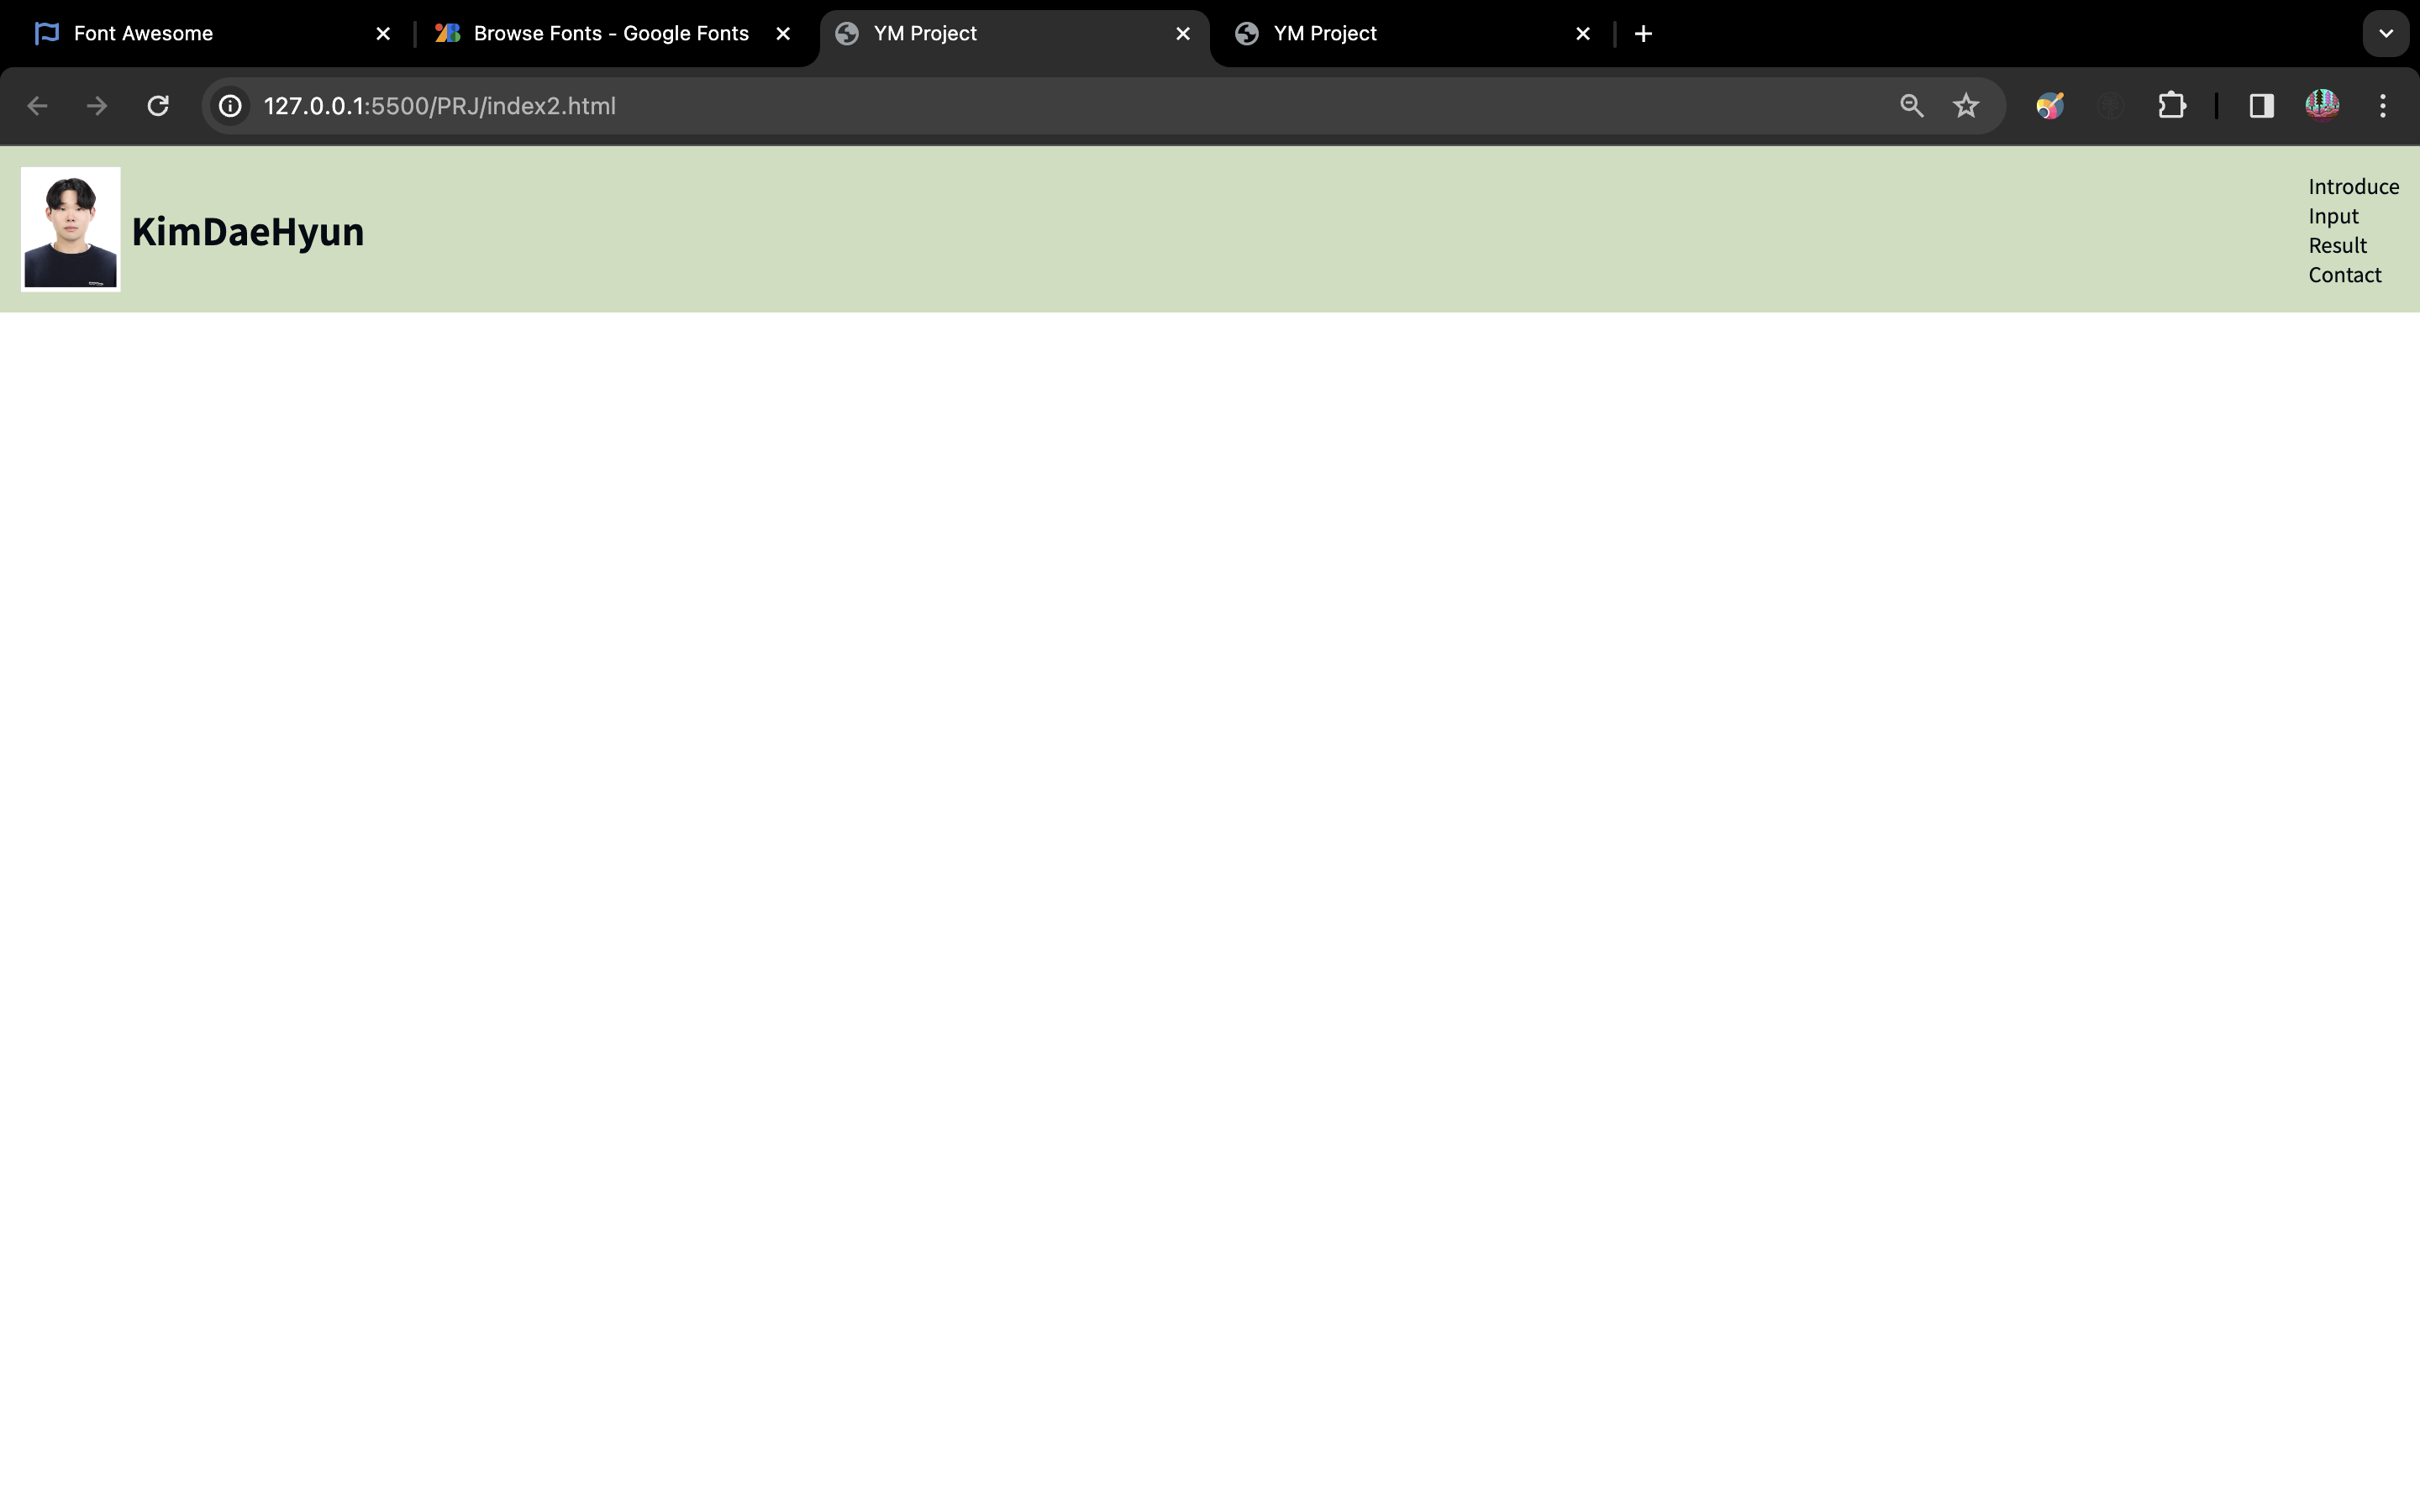 Font Awesome
Browse Fonts - Google Fonts
YM Project
YM Project
127.0.0.1:5500/PRJ/index2.html
KimDaeHyun
Introduce
Input
Result
Contact